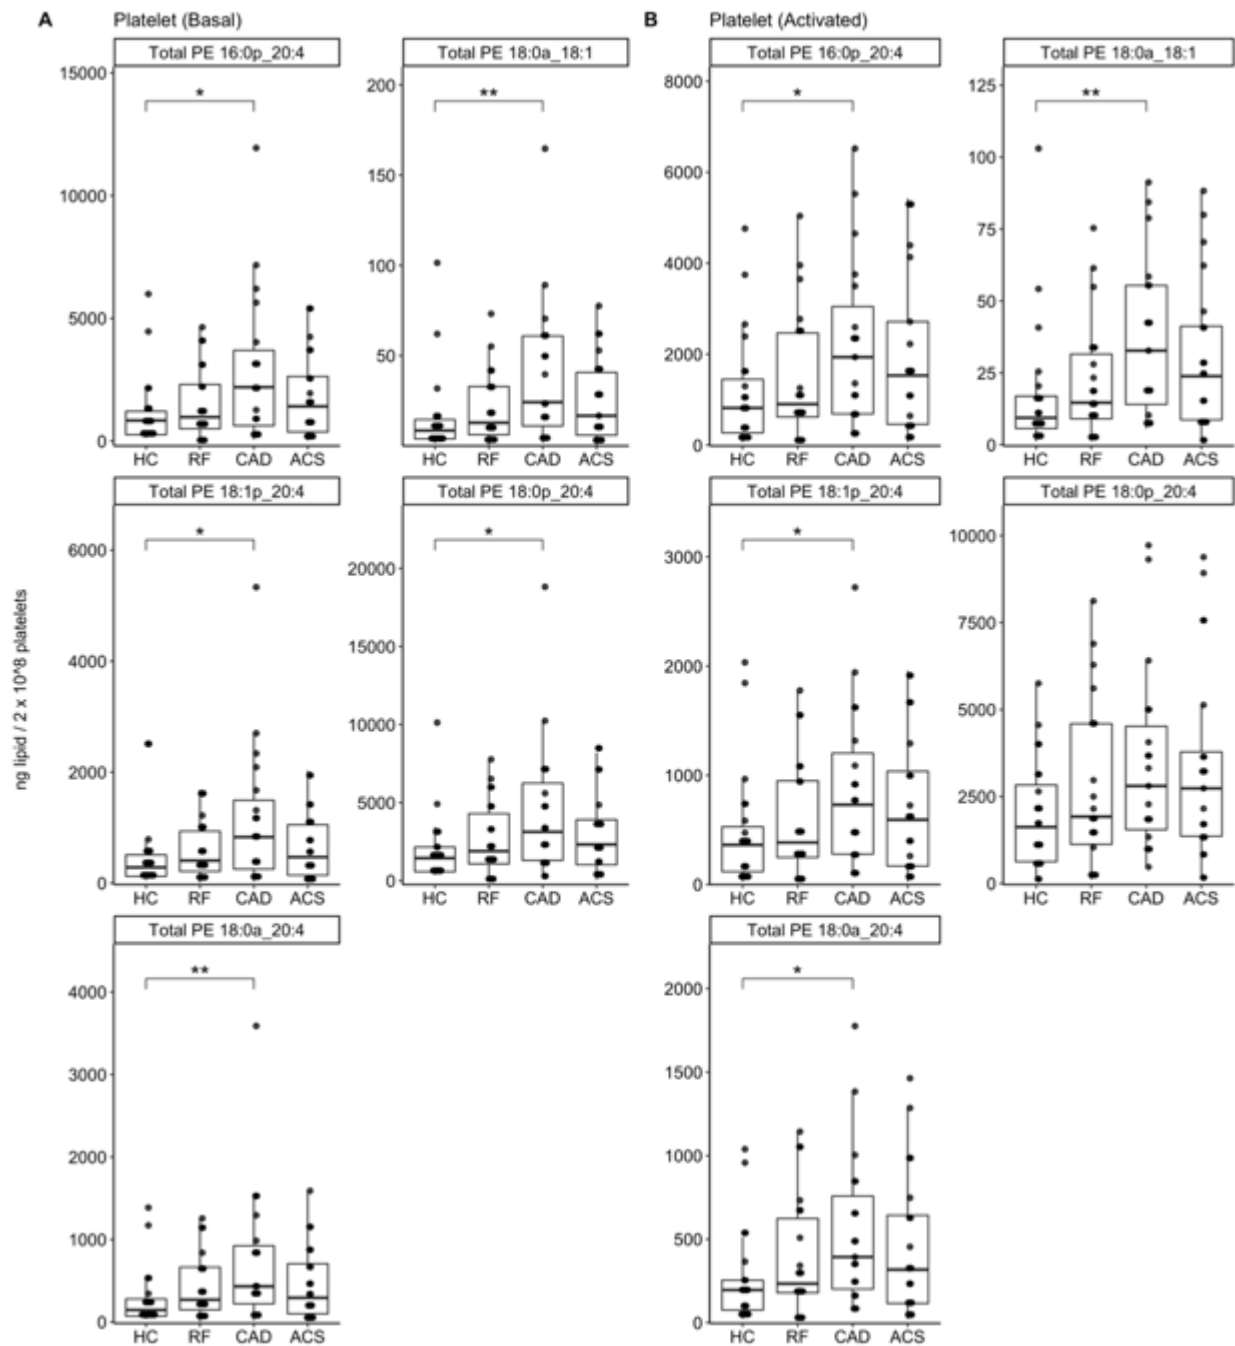 A Platelet (Basal)
B Platelet (Activated)
Total PE 16:0p_20:4
15000
10000
5000
0
*
HC RF CAD ACS
Total PE 18:0a_18:1
200
150
100
50
**
HC RF CAD ACS
Total PE 16:0p_20:4
8000
6000
4000
2000
0
*
HC RF CAD ACS
Total PE 18:0a_18:1
125
100
75
50
25
0
**
HC RF CAD ACS
ng lipid / 2 x 10^8 platelets
Total PE 18:1p_20:4
6000
4000
2000
0
*
HC RF CAD ACS
Total PE 18:0p_20:4
20000
15000
10000
5000
0
*
HC RF CAD ACS
Total PE 18:1p_20:4
3000
2000
1000
0
*
HC RF CAD ACS
Total PE 18:0p_20:4
10000
7500
5000
2500
0
HC RF CAD ACS
Total PE 18:0a_20:4
4000
3000
2000
1000
0
**
HC RF CAD ACS
Total PE 18:0a_20:4
2000
1500
1000
500
0
*
HC RF CAD ACS